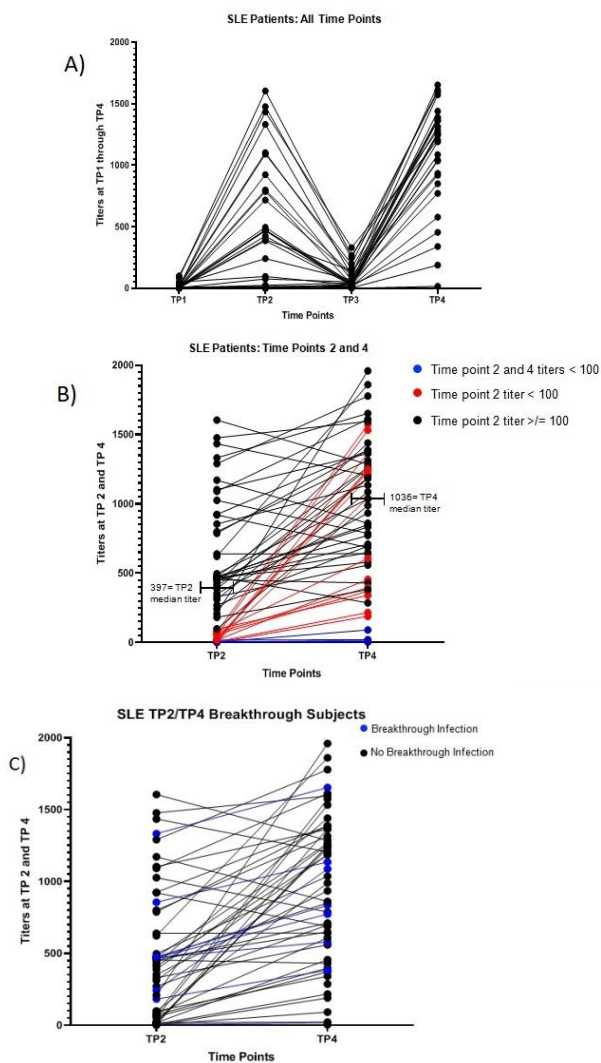 SLE Patients: All Time Points
A)
2000
1500
1000
500
0
Titers at TP1 through TP4
TP1 TP2 TP3 TP4
Time Points
SLE Patients: Time Points 2 and 4
B)
2000
1500
1000
500
0
Titers at TP 2 and TP 4
Time point 2 and 4 titers < 100
Time point 2 titer < 100
Time point 2 titer >/= 100
1036= TP4
median titer
397= TP2
median titer
TP2 TP4
Time Points
SLE TP2/TP4 Breakthrough Subjects
C)
Breakthrough Infection
No Breakthrough Infection
2000
1500
1000
500
0
Titers at TP 2 and TP 4
TP2 TP4
Time Points